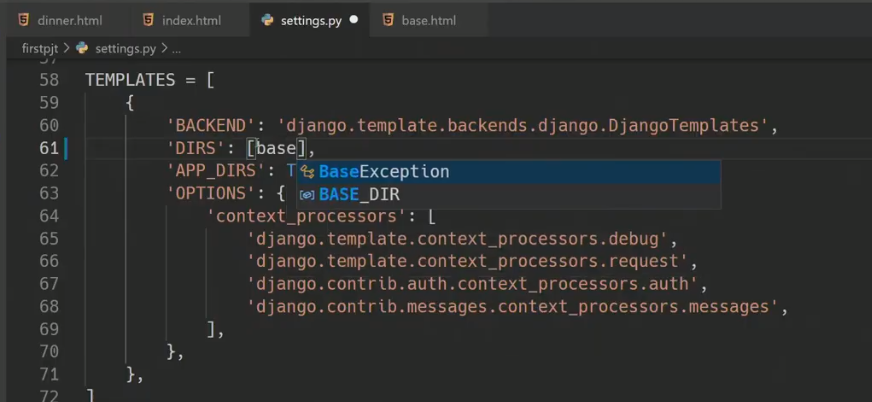 dinner.html index.html settings.py base.html
firstpjt > settings.py > ...
57
58 TEMPLATES = [
59 {
60 'BACKEND': 'django.template.backends.django.DjangoTemplates',
61 'DIRS': [base],
62 'APP_DIRS': T
BaseException
63 'OPTIONS': {
BASE_DIR
64 'context_processors': [
65 'django.template.context_processors.debug',
66 'django.template.context_processors.request',
67 'django.contrib.auth.context_processors.auth',
68 'django.contrib.messages.context_processors.messages',
69 ],
70 },
71 },
72 ]